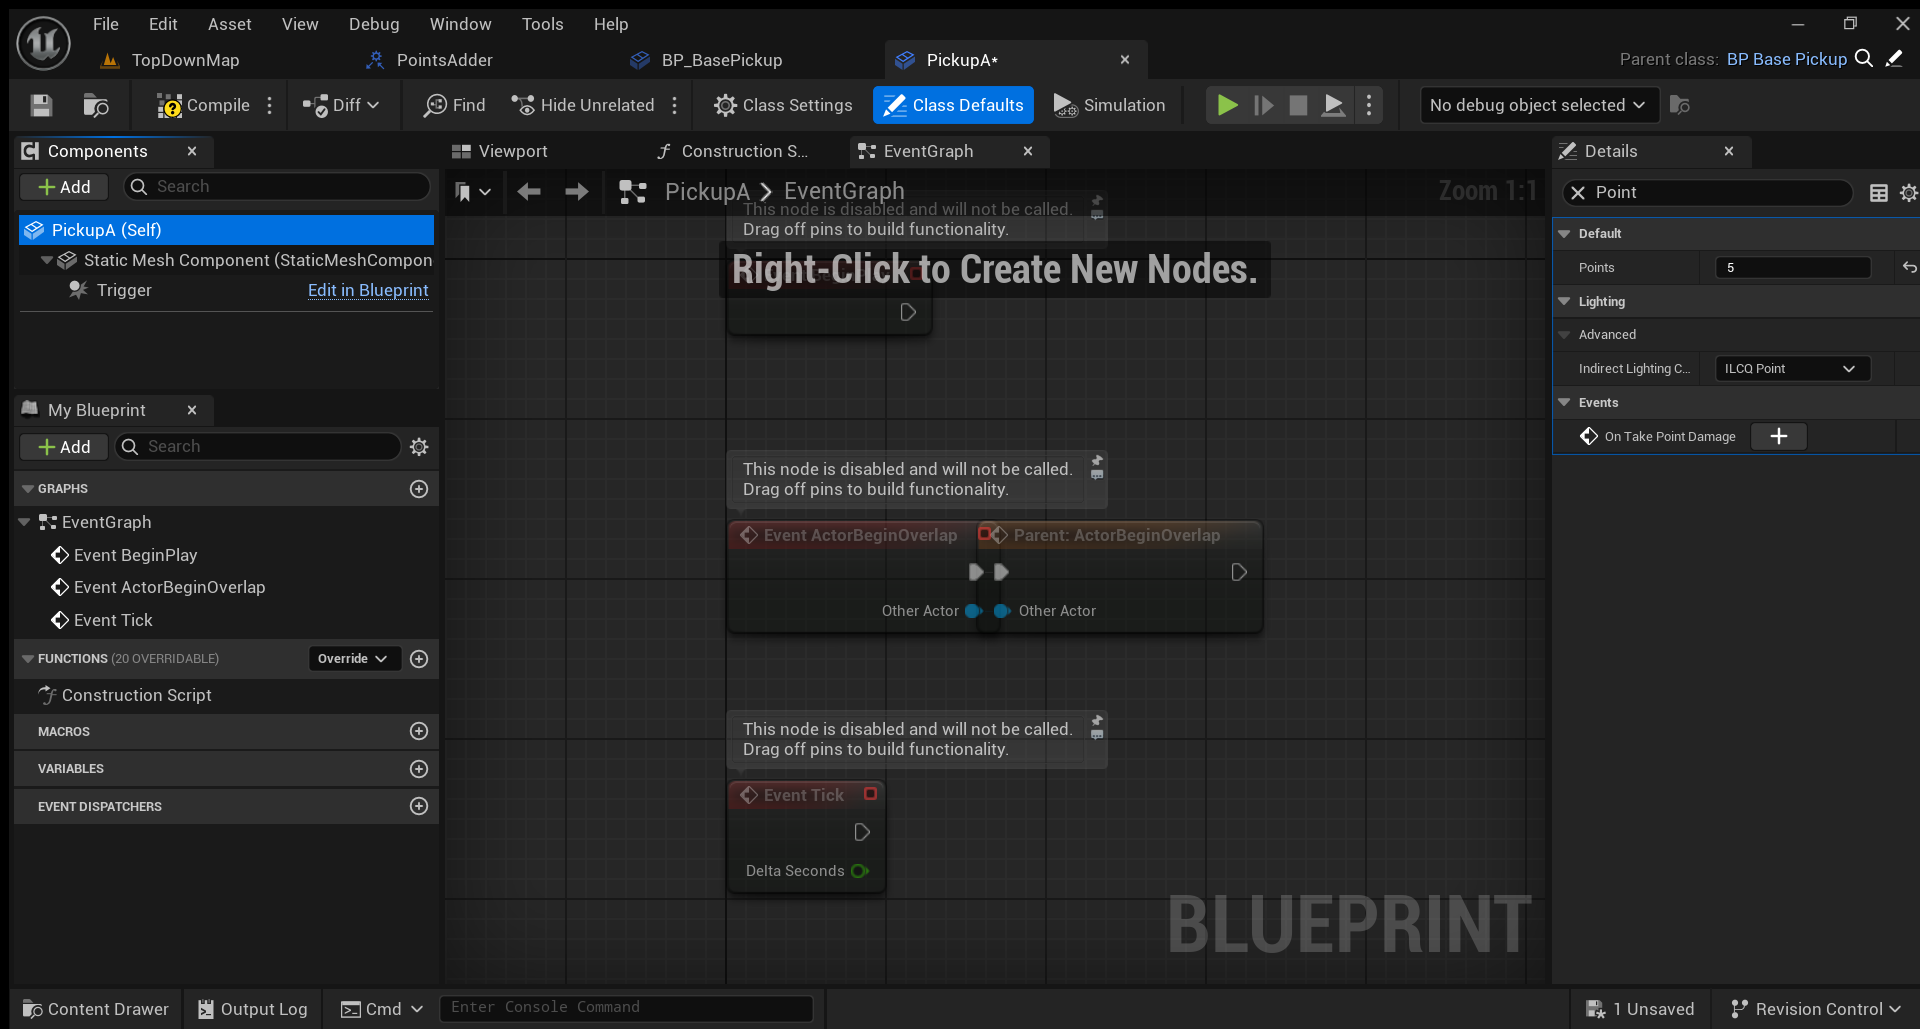 File Edit Asset View Debug Window Tools Help
TopDownMap PointsAdder BP_BasePickup PickupA* Parent class: BP Base Pickup
Compile Diff Find Hide Unrelated Class Settings Class Defaults Simulation No debug object selected
Components Viewport Construction S... EventGraph Details
Add Search PickupA > EventGraph Zoom 1:1 Point
This node is disabled and will not be called.
Drag off pins to build functionality.
Right-Click to Create New Nodes.
PickupA (Self)
Static Mesh Component (StaticMeshCompon
Trigger Edit in Blueprint
Default
Points 5
Lighting
Advanced
Indirect Lighting C... ILCQ Point
Events
On Take Point Damage
My Blueprint
Add Search
GRAPHS
EventGraph
Event BeginPlay
Event ActorBeginOverlap
Event Tick
FUNCTIONS (20 OVERRIDABLE) Override
Construction Script
MACROS
VARIABLES
EVENT DISPATCHERS
This node is disabled and will not be called.
Drag off pins to build functionality.
Event ActorBeginOverlap Parent: ActorBeginOverlap
Other Actor Other Actor
This node is disabled and will not be called.
Drag off pins to build functionality.
Event Tick
Delta Seconds
BLUEPRINT
Content Drawer Output Log Cmd Enter Console Command 1 Unsaved Revision Control